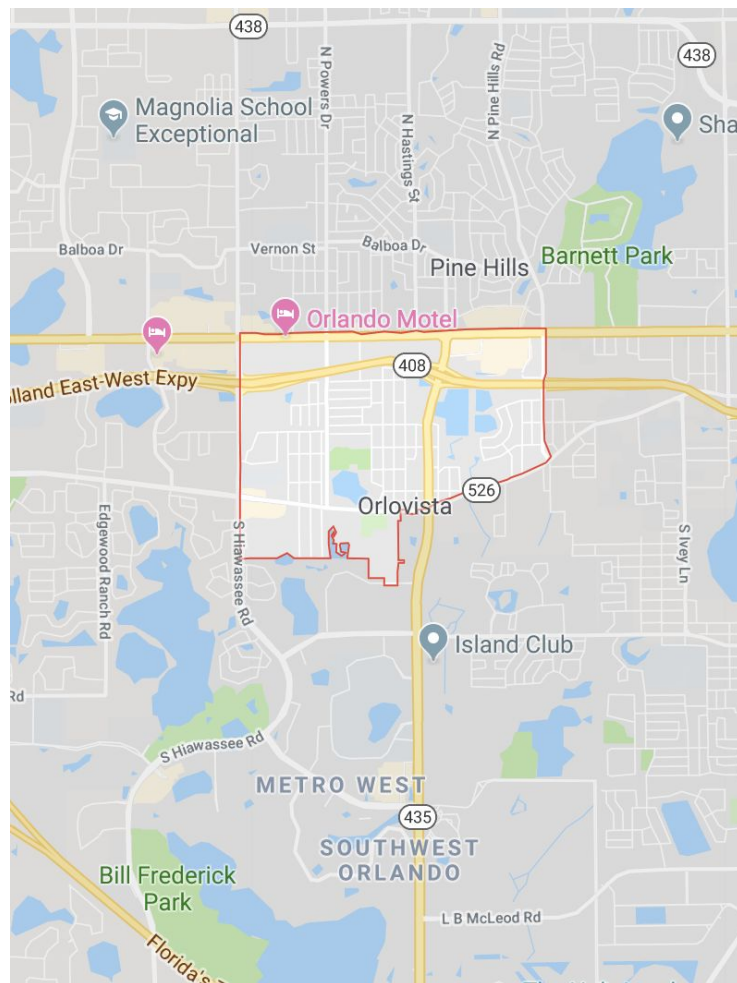 438
N Powers Dr
N Pine Hills Rd
438
Magnolia School
Exceptional
N Hastings St
Sha
Balboa Dr
Vernon St
Balboa Dr
Pine Hills
Barnett Park
Orlando Motel
408
olland East-West Expy
526
Orlovista
Edgewood Ranch Rd
S Hiawassee Rd
S Ivey Ln
Island Club
Rd
S Hiawassee Rd
METRO WEST
435
SOUTHWEST
ORLANDO
Bill Frederick
Park
L B McLeod Rd
Florida's